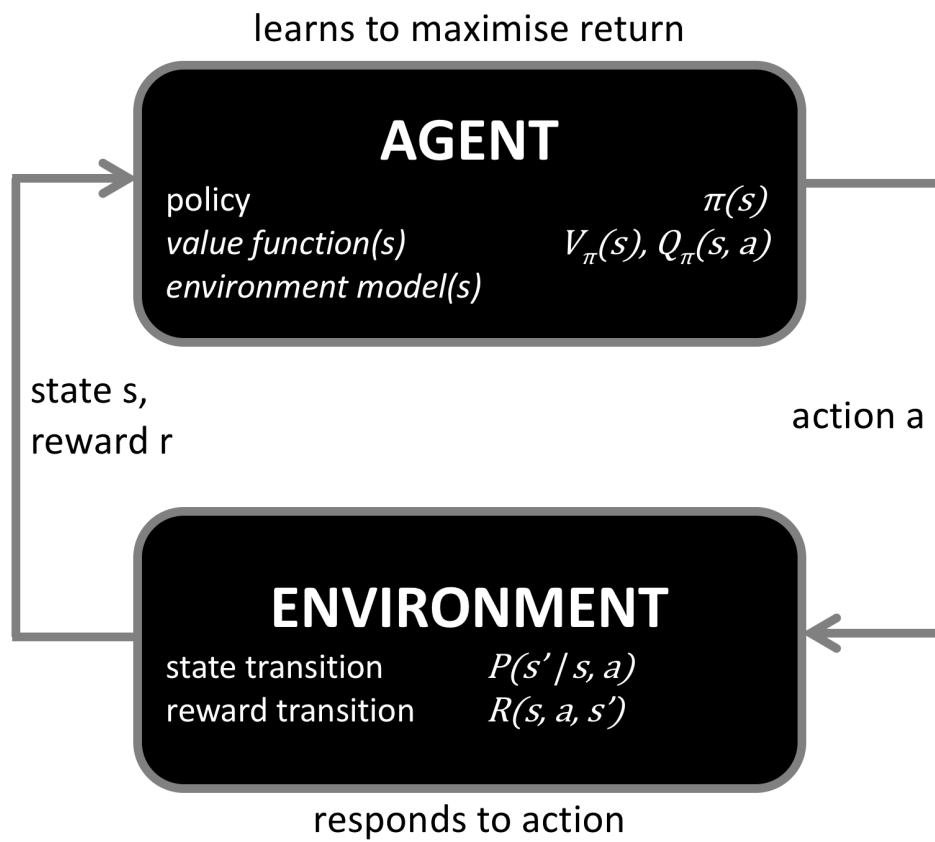 learns to maximise return
AGENT
policy π(s)
value function(s) Vπ(s), Qπ(s, a)
environment model(s)
state s,
reward r
action a
ENVIRONMENT
state transition P(s’ | s, a)
reward transition R(s, a, s’)
responds to action